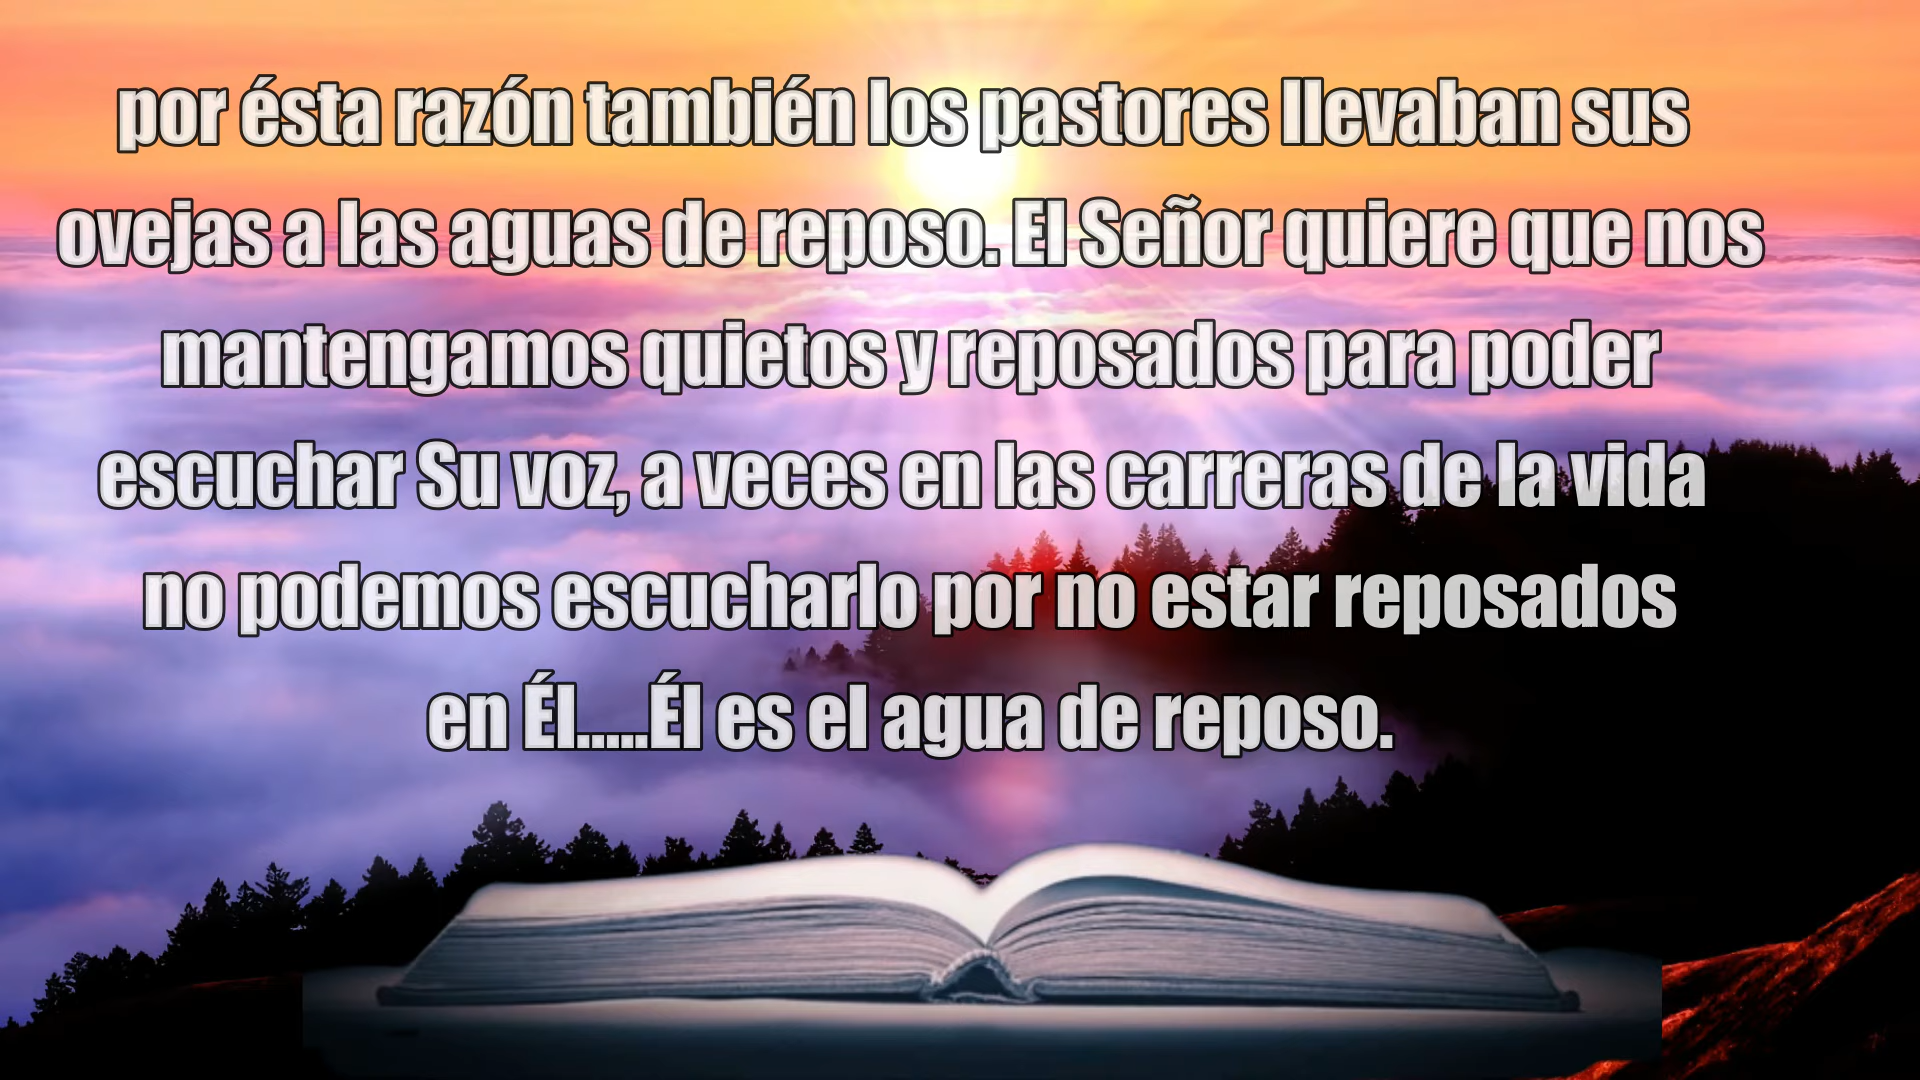 por ésta razón también los pastores llevaban sus
ovejas a las aguas de reposo. El Señor quiere que nos
mantengamos quietos y reposados para poder
escuchar Su voz, a veces en las carreras de la vida
no podemos escucharlo por no estar reposados
en Él.....Él es el agua de reposo.